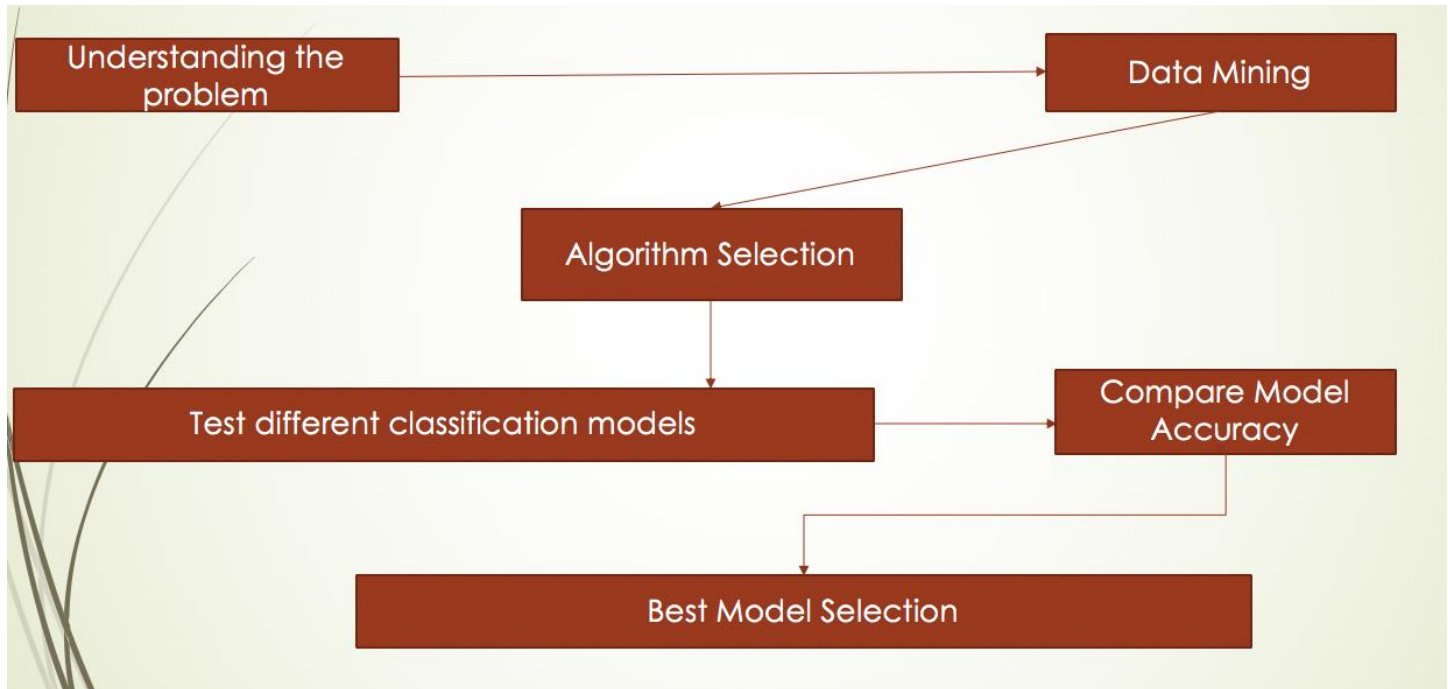 Understanding the
problem
Data Mining
Algorithm Selection
Test different classification models
Compare Model
Accuracy
Best Model Selection